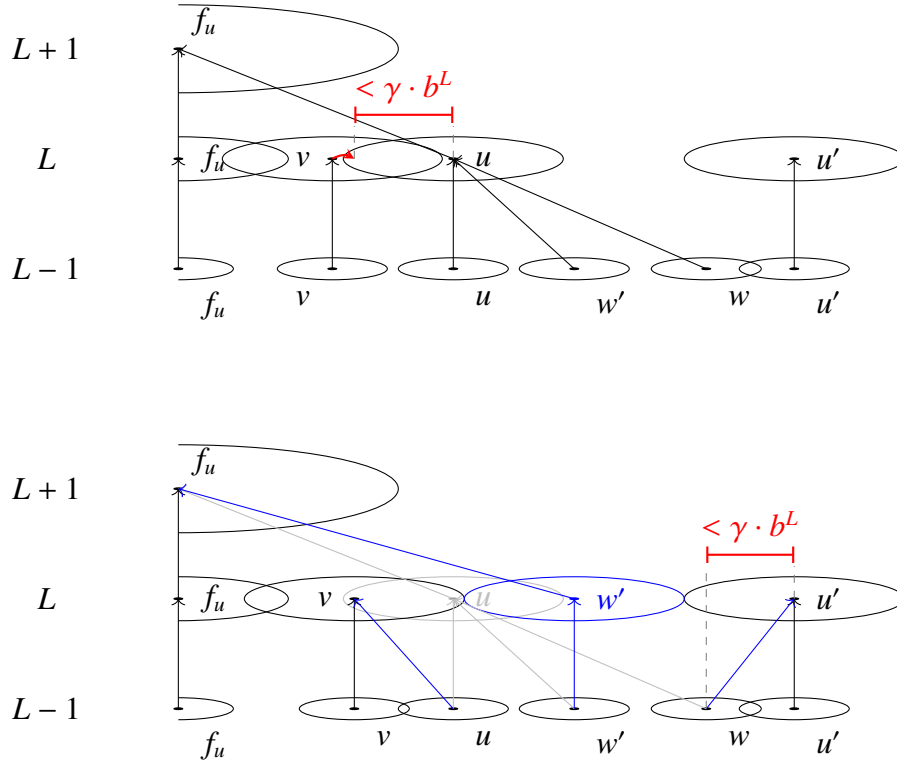 f_u
L + 1
< γ · b^L
L f_u v u u′
L − 1
f_u v u w′ w u′
f_u
L + 1
< γ · b^L
L f_u v u w′ u′
L − 1
f_u v u w′ w u′